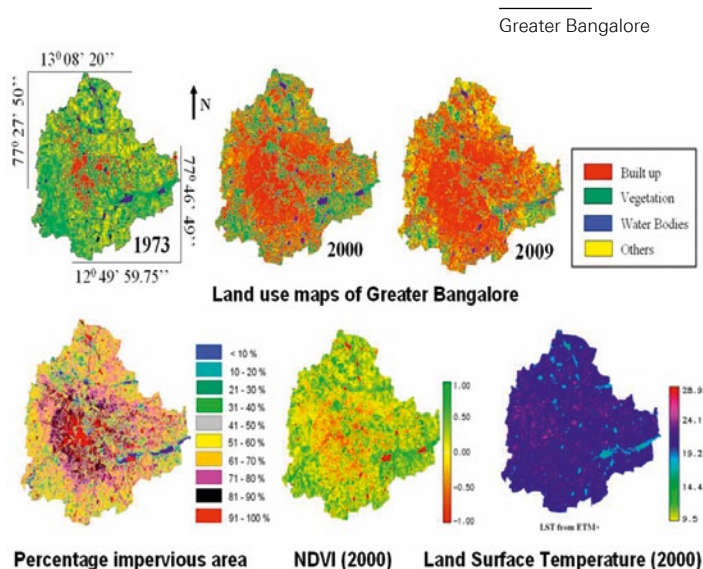 Greater Bangalore
13⁰ 08’ 20’’
77⁰ 27’ 50’’
N
77⁰ 46’ 49’’
1973
2000
2009
12⁰ 49’ 59.75’’
Built up
Vegetation
Water Bodies
Others
Land use maps of Greater Bangalore
< 10 %
10 - 20 %
21 - 30 %
31 - 40 %
41 - 50 %
51 - 60 %
61 - 70 %
71 - 80 %
81 - 90 %
91 - 100 %
1.00
0.50
0.00
-0.50
-1.00
28.9
24.1
19.2
14.4
9.5
LST from ETM+
Percentage impervious area
NDVI (2000)
Land Surface Temperature (2000)